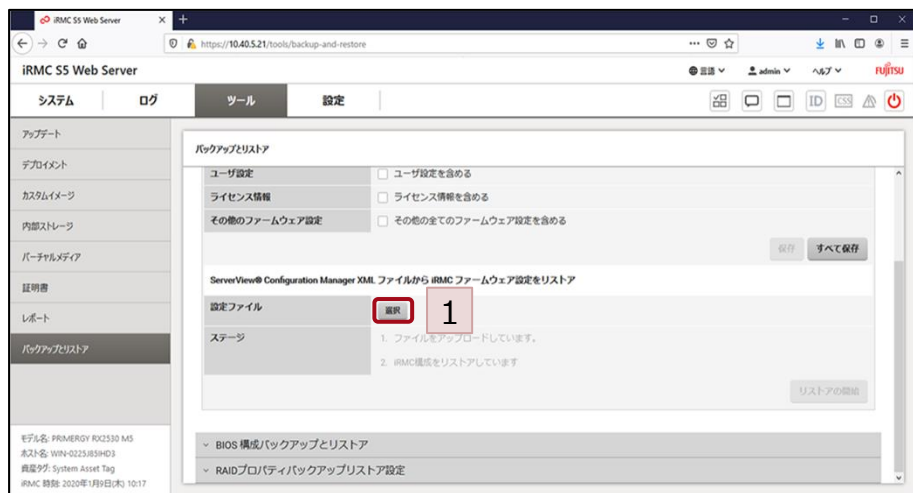 iRMC S5 Web Server
https://10.40.5.21/tools/backup-and-restore
iRMC S5 Web Server
言語
admin
ヘルプ
FUJITSU
システム
ログ
ツール
設定
ID
CSS
アップデート
デプロイメント
カスタムイメージ
内部ストレージ
バーチャルメディア
証明書
レポート
バックアップとリストア
モデル名: PRIMERGY RX2530 M5
ホスト名: WIN-0225J85IHD3
資産タグ: System Asset Tag
iRMC 時刻: 2020年1月9日(木) 10:17
バックアップとリストア
ユーザ設定
ユーザ設定を含める
ライセンス情報
ライセンス情報を含める
その他のファームウェア設定
その他の全てのファームウェア設定を含める
保存
すべて保存
ServerView® Configuration Manager XML ファイルから iRMC ファームウェア設定をリストア
設定ファイル
選択
1
ステージ
1. ファイルをアップロードしています。
2. iRMC構成をリストアしています
リストアの開始
BIOS 構成バックアップとリストア
RAIDプロパティバックアップリストア設定